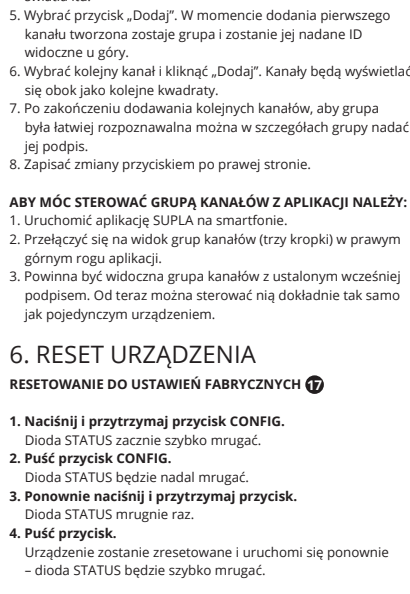 5. Wybrać przycisk „Dodaj”. W momencie dodania pierwszego
kanału tworzona zostaje grupa i zostanie jej nadane ID
widoczne u góry.
6. Wybrać kolejny kanał i kliknąć „Dodaj”. Kanały będą wyświetlać
się obok jako kolejne kwadraty.
7. Po zakończeniu dodawania kolejnych kanałów, aby grupa
była łatwiej rozpoznawalna można w szczegółach grupy nadać
jej podpis.
8. Zapisać zmiany przyciskiem po prawej stronie.
ABY MÓC STEROWAĆ GRUPĄ KANAŁÓW Z APLIKACJI NALEŻY:
1. Uruchomić aplikację SUPLA na smartfonie.
2. Przełączyć się na widok grup kanałów (trzy kropki) w prawym
górnym rogu aplikacji.
3. Powinna być widoczna grupa kanałów z ustalonym wcześniej
podpisem. Od teraz można sterować nią dokładnie tak samo
jak pojedynczym urządzeniem.
6. RESET URZĄDZENIA
RESETOWANIE DO USTAWIEŃ FABRYCZNYCH 17
1. Naciśnij i przytrzymaj przycisk CONFIG.
Dioda STATUS zacznie szybko mrugać.
2. Puść przycisk CONFIG.
Dioda STATUS będzie nadal mrugać.
3. Ponownie naciśnij i przytrzymaj przycisk.
Dioda STATUS mrugnie raz.
4. Puść przycisk.
Urządzenie zostanie zresetowane i uruchomi się ponownie
– dioda STATUS będzie szybko mrugać.